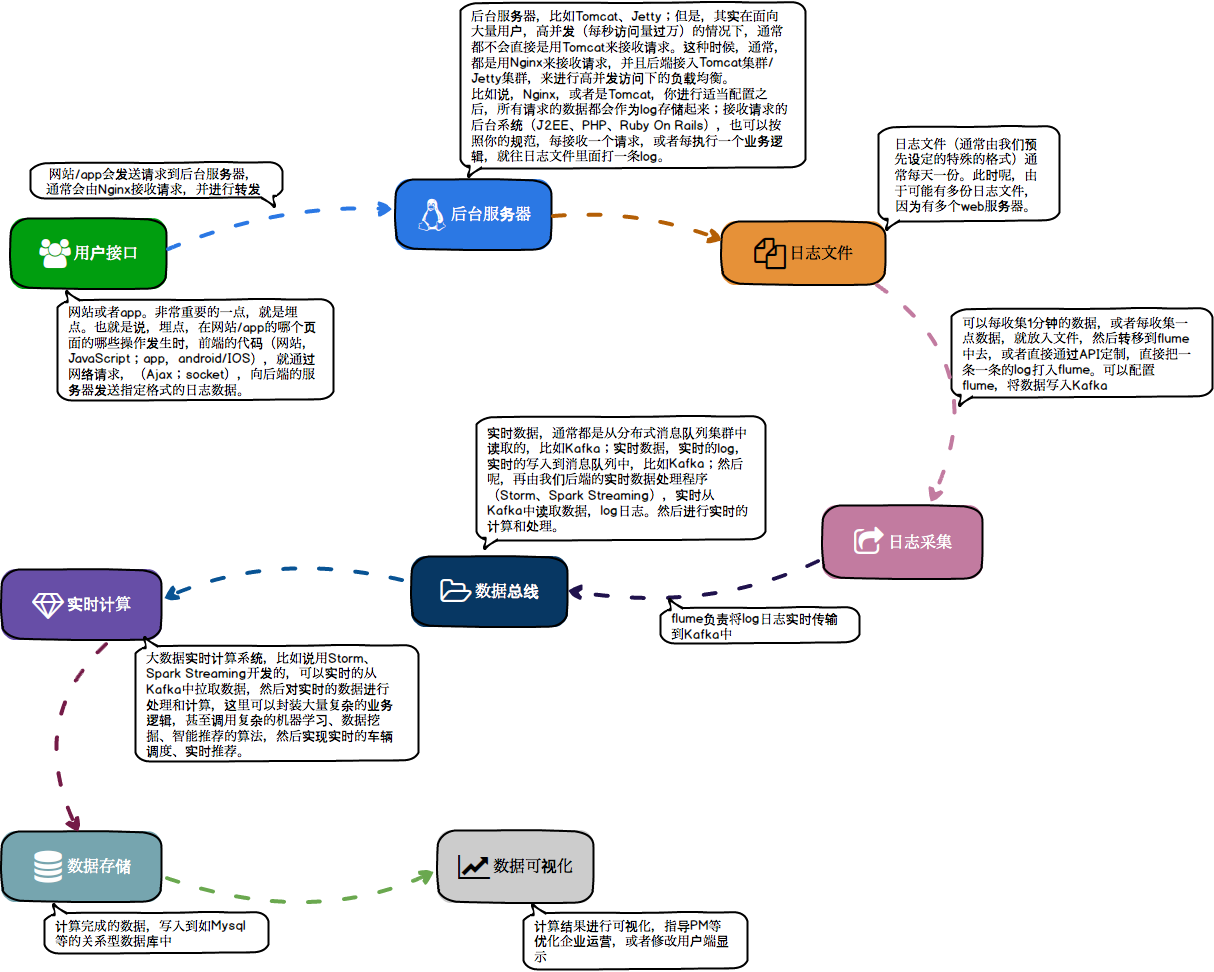 后台服务器，比如Tomcat、Jetty；但是，其实在面向
大量用户，高并发（每秒访问量过万）的情况下，通常
都不会直接是用Tomcat来接收请求。这种时候，通常，
都是用Nginx来接收请求，并且后端接入Tomcat集群/
Jetty集群，来进行高并发访问下的负载均衡。
比如说，Nginx，或者是Tomcat，你进行适当配置之
后，所有请求的数据都会作为log存储起来；接收请求的
后台系统（J2EE、PHP、Ruby On Rails），也可以按
照你的规范，每接收一个请求，或者每执行一个业务逻
辑，就往日志文件里面打一条log。
网站/app会发送请求到后台服务器，
通常会由Nginx接收请求，并进行转发
日志文件（通常由我们预
先设定的特殊的格式）通
常每天一份。此时呢，由
于可能有多份日志文件，
因为有多个web服务器。
用户接口
后台服务器
日志文件
网站或者app。非常重要的一点，就是埋
点。也就是说，埋点，在网站/app的哪个页
面的哪些操作发生时，前端的代码（网站，
JavaScript；app，android/IOS），就通过
网络请求，（Ajax；socket），向后端的服
务器发送指定格式的日志数据。
可以每收集1分钟的数据，或者每收集一
点数据，就放入文件，然后转移到flume
中去，或者直接通过API定制，直接把一
条一条的log打入flume。可以配置
flume，将数据写入Kafka
实时数据，通常都是从分布式消息队列集群中
读取的，比如Kafka；实时数据，实时的log，
实时的写入到消息队列中，比如Kafka；然后
呢，再由我们后端的实时数据处理程序
（Storm、Spark Streaming），实时从
Kafka中读取数据，log日志。然后进行实时的
计算和处理。
日志采集
数据总线
实时计算
flume负责将log日志实时传输
到Kafka中
大数据实时计算系统，比如说用Storm、
Spark Streaming开发的，可以实时的从
Kafka中拉取数据，然后对实时的数据进行
处理和计算，这里可以封装大量复杂的业务
逻辑，甚至调用复杂的机器学习、数据挖
掘、智能推荐的算法，然后实现实时的车辆
调度、实时推荐。
数据存储
数据可视化
计算完成的数据，写入到如Mysql
等的关系型数据库中
计算结果进行可视化，指导PM等
优化企业运营，或者修改用户端显
示